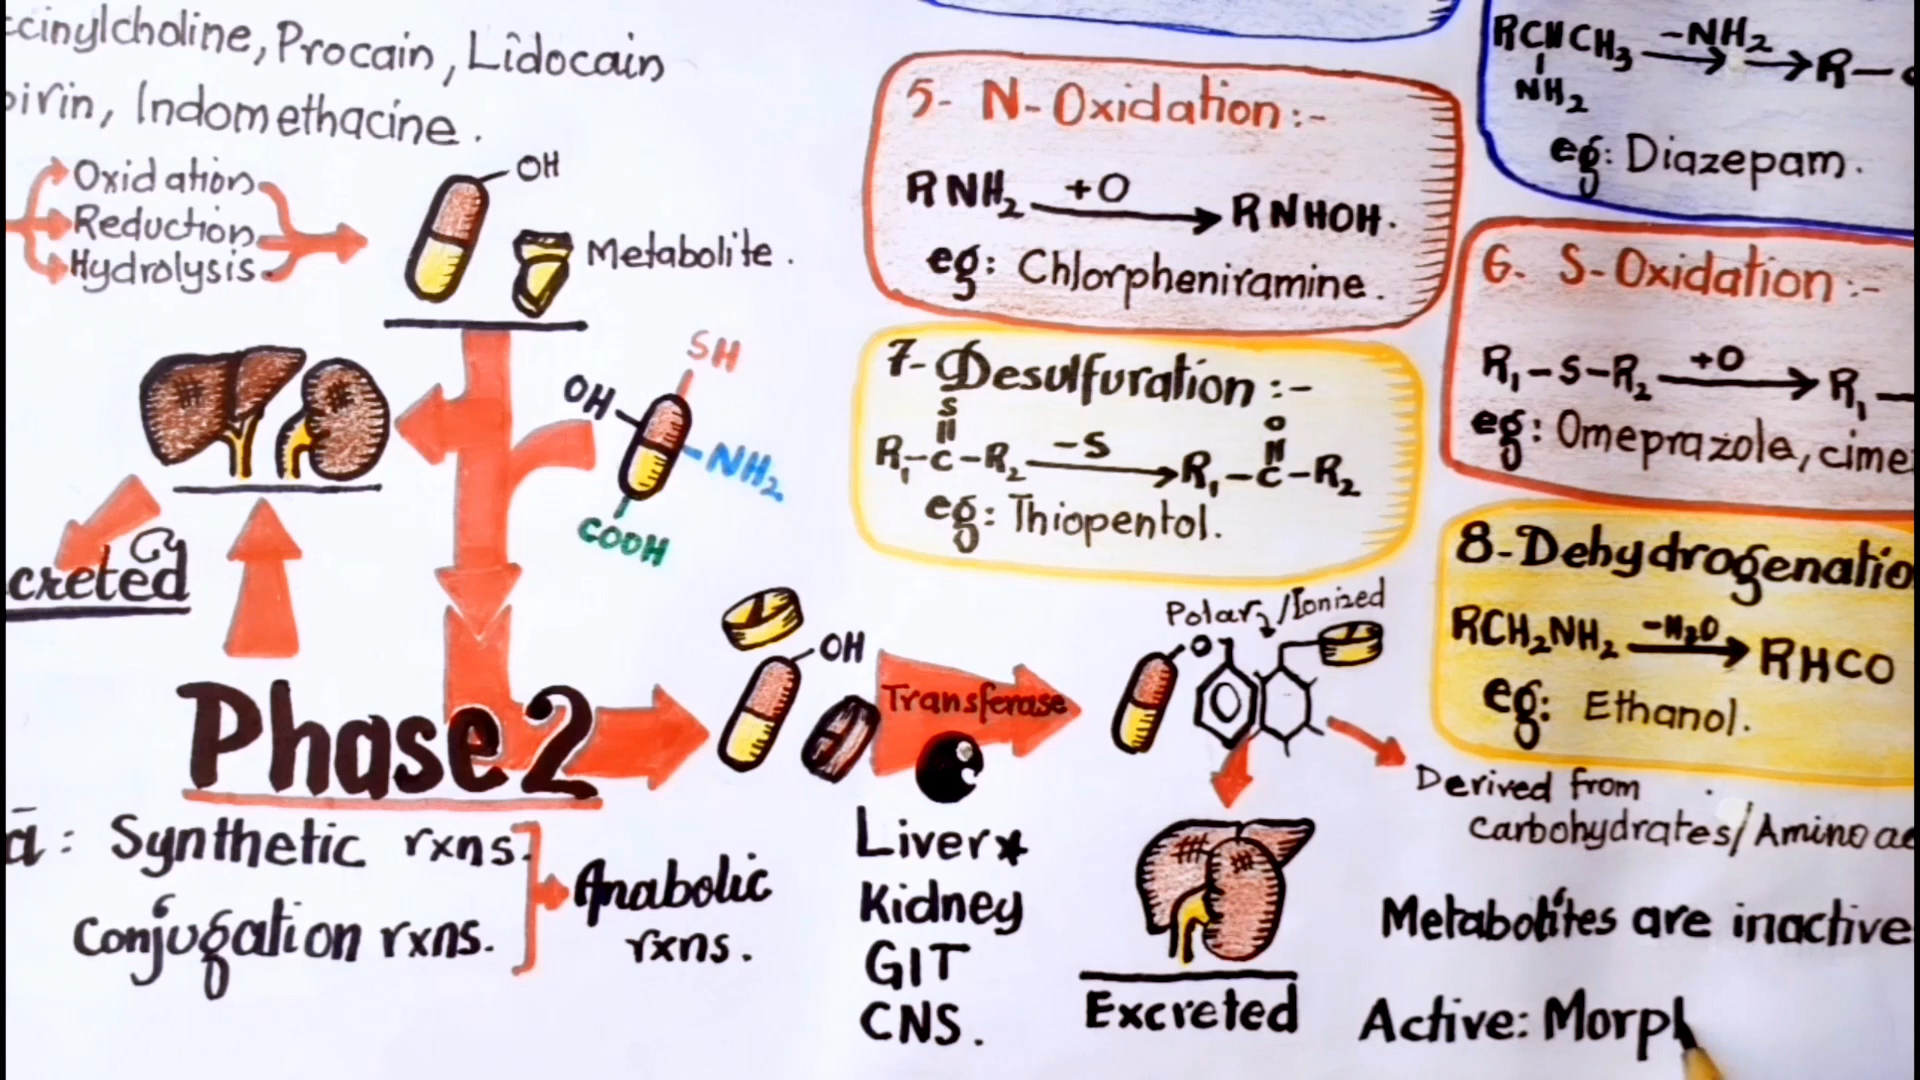 Procain, Lidocain
Indomethacine.
Oxidation
Reduction
Hydrolysis
OH
Metabolite.
SH
OH
NH2
COOH
creted
Phase 2
OH
Transferase
Synthetic rxns.
Conjugation rxns.
Anabolic
rxns.
Liver*
Kidney
GIT
CNS.
5- N-Oxidation:-
RNH2 +O RNHOH.
eg: Chlorpheniramine.
7- Desulfuration:-
S O
R1-C-R2 -S R1-C-R2
eg: Thiopentol.
Polar/Ionized
O
Excreted
RCHCH3 -NH2 R-
NH2
eg: Diazepam.
6- S-Oxidation:-
R1-S-R2 +O R1-
eg: Omeprazole, cime
8-Dehydrogenatio
RCH2NH2 -H2O RHCO
eg: Ethanol.
Derived from
carbohydrates/Amino ac
Metabolites are inactive
Active: Morph